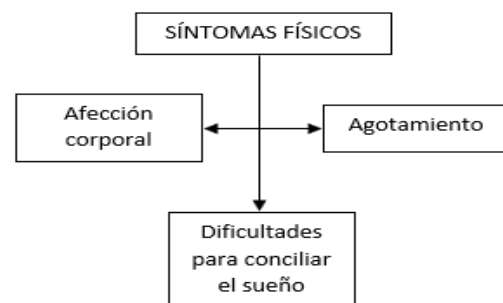 SÍNTOMAS FÍSICOS
Afección
corporal
Agotamiento
Dificultades
para conciliar
el sueño